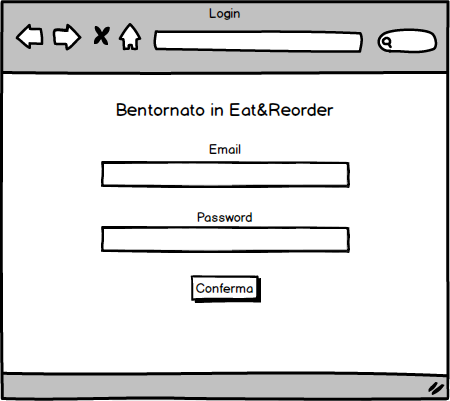 Login
Bentornato in Eat&Reorder
Email
Password
Conferma